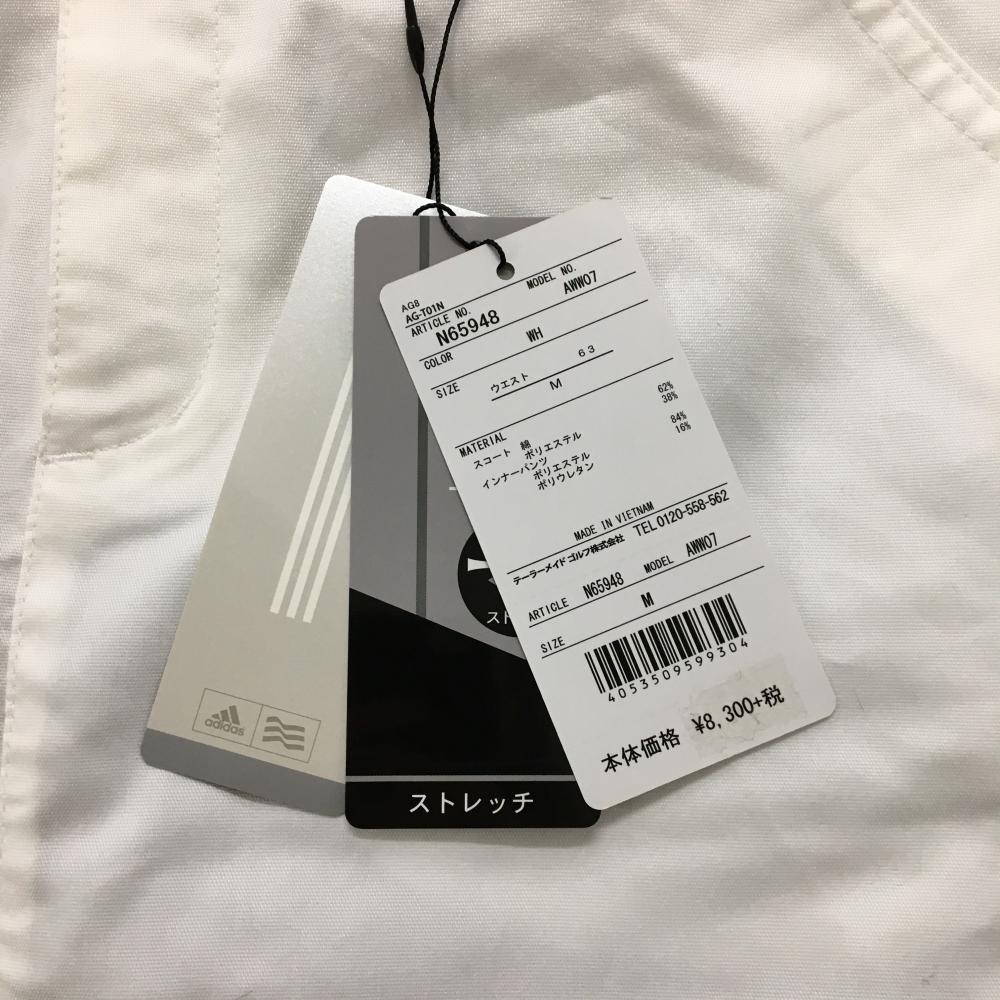 AG8
AG-T01N
ARTICLE NO. MODEL NO.
N65948 AWW07
COLOR WH
SIZE ウエスト 63
M
MATERIAL
スコート 綿 62%
ポリエステル 38%
インナーパンツ
ポリエステル 84%
ポリウレタン 16%
MADE IN VIETNAM
テーラーメイド ゴルフ株式会社 TEL0120-558-562
ARTICLE N65948 MODEL AWW07
SIZE M
4053509599304
本体価格 ¥8,300+税
スト
ストレッチ
adidas